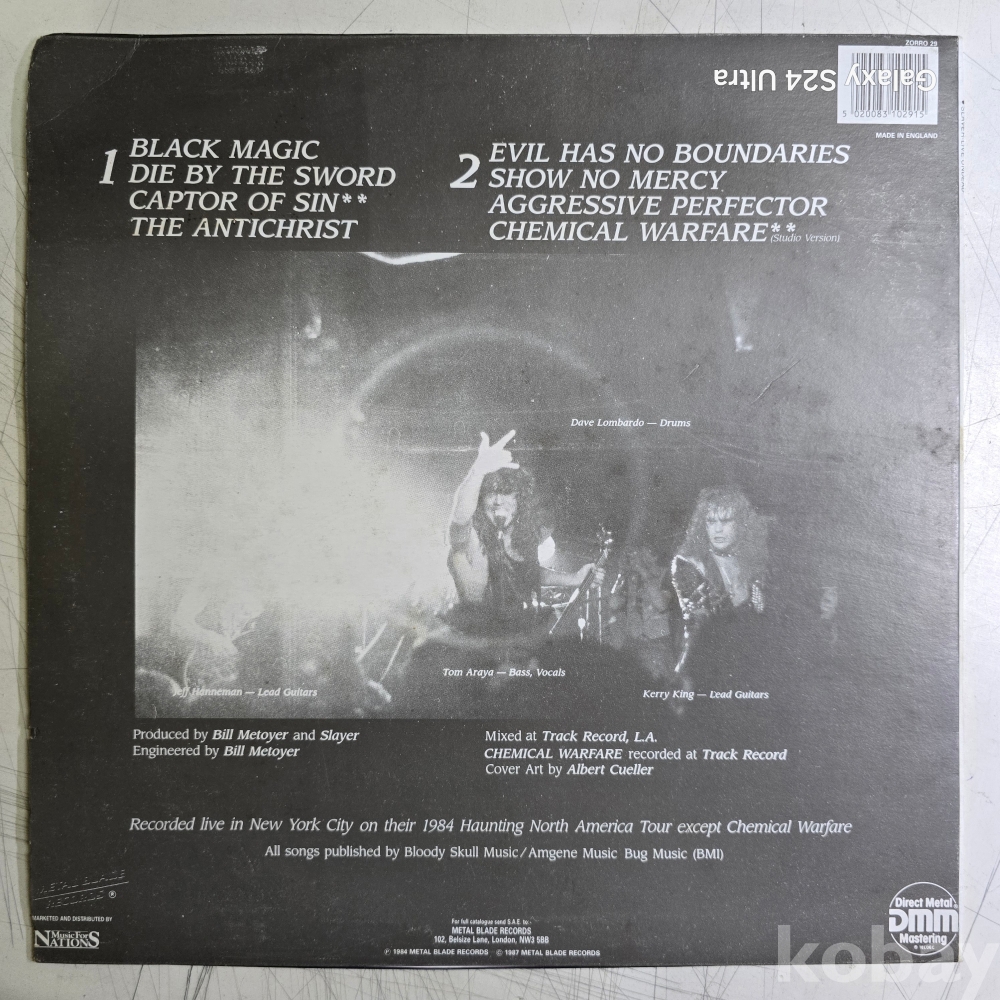 ZORRO 29
Galaxy S24 Ultra
5 020083 102915
MADE IN ENGLAND
1
BLACK MAGIC
DIE BY THE SWORD
CAPTOR OF SIN**
THE ANTICHRIST
2
EVIL HAS NO BOUNDARIES
SHOW NO MERCY
AGGRESSIVE PERFECTOR
CHEMICAL WARFARE** (Studio Version)
Dave Lombardo — Drums
Tom Araya — Bass, Vocals
Jeff Hanneman — Lead Guitars
Kerry King — Lead Guitars
Produced by Bill Metoyer and Slayer
Engineered by Bill Metoyer
Mixed at Track Record, L.A.
CHEMICAL WARFARE recorded at Track Record
Cover Art by Albert Cueller
Recorded live in New York City on their 1984 Haunting North America Tour except Chemical Warfare
All songs published by Bloody Skull Music/Amgene Music Bug Music (BMI)
METAL BLADE
RECORDS ®
MARKETED AND DISTRIBUTED BY
Music For
NATIONS
For full catalogue send S.A.E. to:-
METAL BLADE RECORDS
102, Belsize Lane, London, NW3 5BB
℗ 1984 METAL BLADE RECORDS © 1987 METAL BLADE RECORDS
Direct Metal
DMM
Mastering
kobay